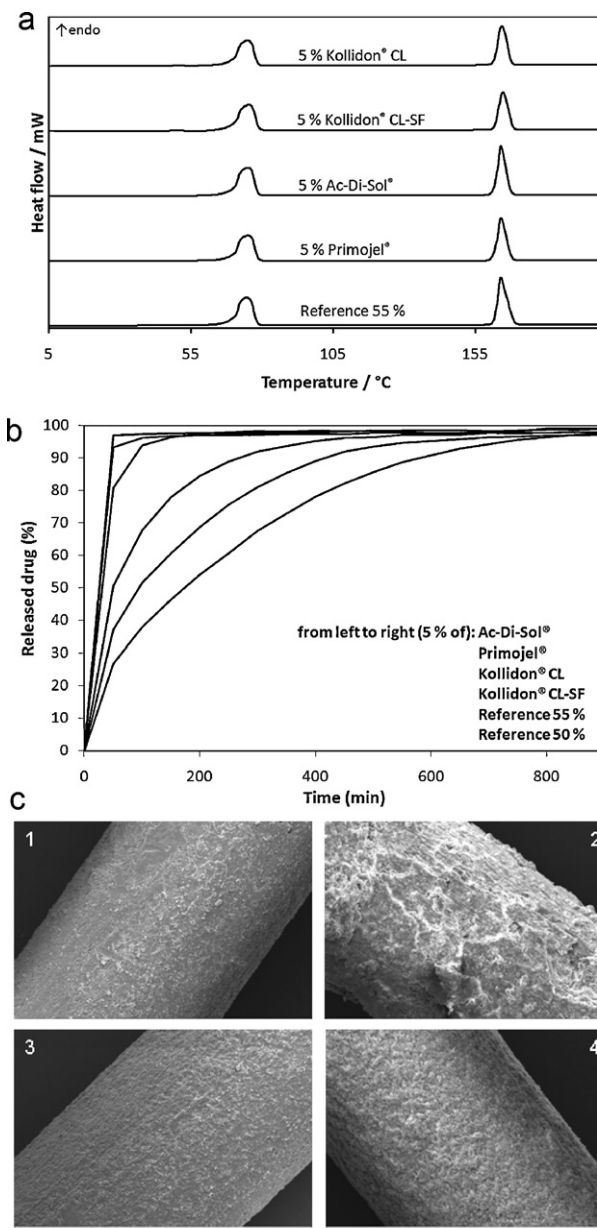 a
↑endo
5 % Kollidon® CL
5 % Kollidon® CL-SF
5 % Ac-Di-Sol®
5 % Primojel®
Reference 55 %
Heat flow / mW
5
55
105
155
Temperature / °C
b
100
90
80
70
60
50
40
30
20
10
0
Released drug (%)
from left to right (5 % of): Ac-Di-Sol®
Primojel®
Kollidon® CL
Kollidon® CL-SF
Reference 55 %
Reference 50 %
0
200
400
600
800
Time (min)
c
1
2
3
4